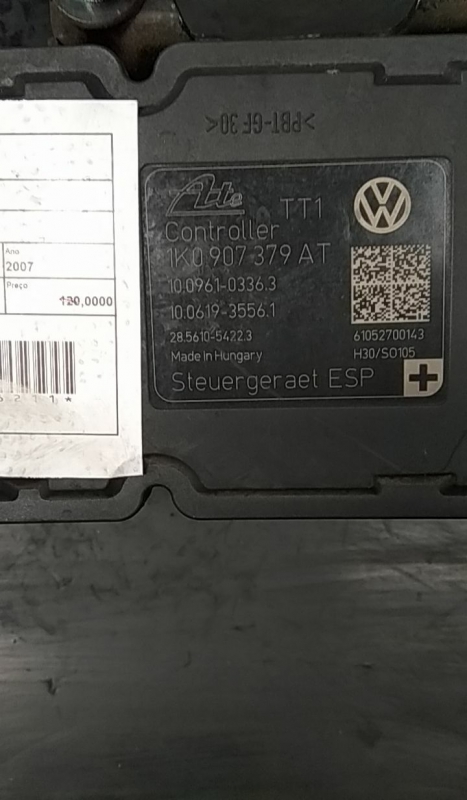 >PBT-GF 30<
Ate TT1
Controller
1K0 907 379 AT
10.0961-0336.3
10.0619-3556.1
28.5610-5422.3
61052700143
Made in Hungary
H30/SO105
Steuergeraet ESP
Ano
2007
Preço
120,0000